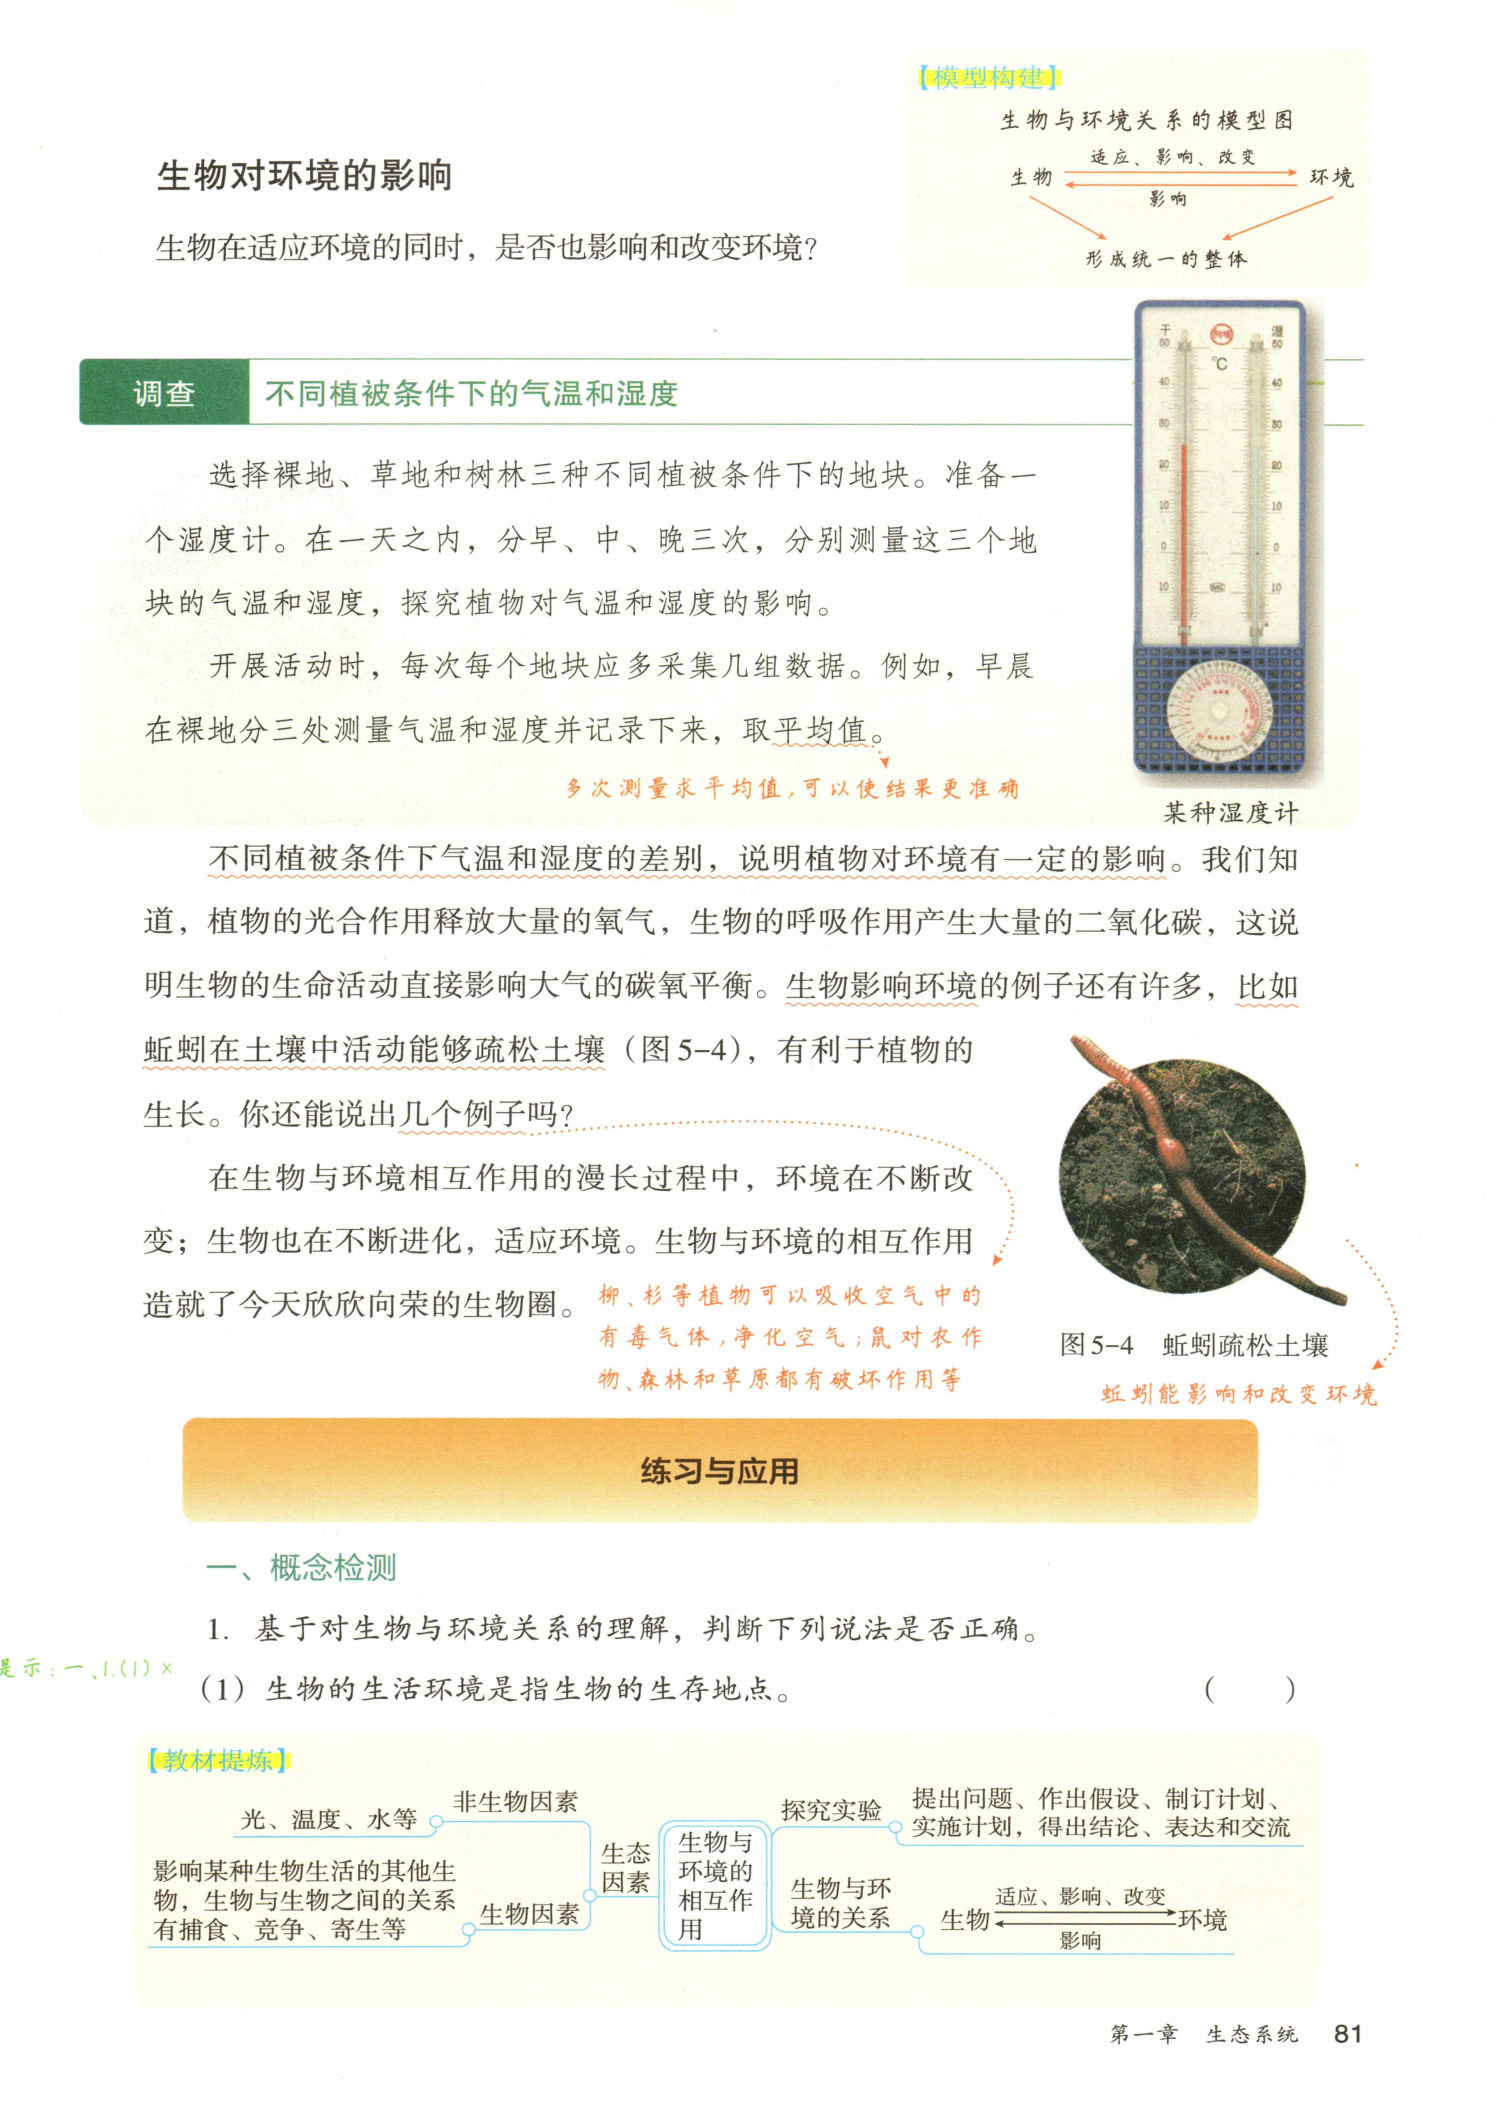 【模型构建】
生物与环境关系的模型图
适应、影响、改变
生物
环境
影响
形成统一的整体
生物对环境的影响
生物在适应环境的同时，是否也影响和改变环境？
调查
不同植被条件下的气温和湿度
选择裸地、草地和树林三种不同植被条件下的地块。准备一
个湿度计。在一天之内，分早、中、晚三次，分别测量这三个地
块的气温和湿度，探究植物对气温和湿度的影响。
开展活动时，每次每个地块应多采集几组数据。例如，早晨
在裸地分三处测量气温和湿度并记录下来，取平均值。
多次测量求平均值，可以使结果更准确
干
湿
℃
50
50
40
40
30
30
20
20
10
10
0
0
10
10
某种湿度计
不同植被条件下气温和湿度的差别，说明植物对环境有一定的影响。我们知
道，植物的光合作用释放大量的氧气，生物的呼吸作用产生大量的二氧化碳，这说
明生物的生命活动直接影响大气的碳氧平衡。生物影响环境的例子还有许多，比如
蚯蚓在土壤中活动能够疏松土壤（图5-4），有利于植物的
生长。你还能说出几个例子吗？
在生物与环境相互作用的漫长过程中，环境在不断改
变；生物也在不断进化，适应环境。生物与环境的相互作用
造就了今天欣欣向荣的生物圈。
柳、杉等植物可以吸收空气中的
有毒气体，净化空气；鼠对农作
物、森林和草原都有破坏作用等
图5-4 蚯蚓疏松土壤
蚯蚓能影响和改变环境
练习与应用
一、概念检测
1. 基于对生物与环境关系的理解，判断下列说法是否正确。
提示：一、1.（1）×
（1）生物的生活环境是指生物的生存地点。 （ ）
【教材提炼】
光、温度、水等
非生物因素
影响某种生物生活的其他生
物，生物与生物之间的关系
有捕食、竞争、寄生等
生物因素
生态
因素
生物与
环境的
相互作
用
探究实验
提出问题、作出假设、制订计划、
实施计划，得出结论、表达和交流
生物与环
境的关系
适应、影响、改变
生物
环境
影响
第一章 生态系统 81